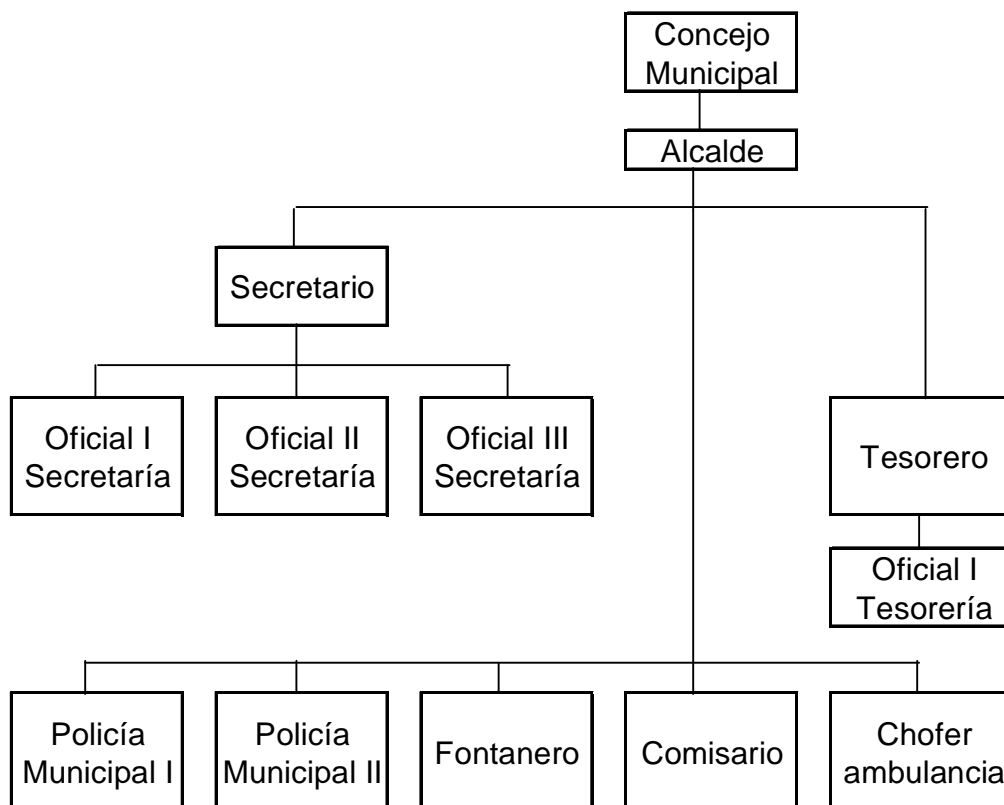 Concejo
Municipal
Alcalde
Secretario
Oficial I
Secretaría
Oficial II
Secretaría
Oficial III
Secretaría
Tesorero
Oficial I
Tesorería
Policía
Municipal I
Policía
Municipal II
Fontanero
Comisario
Chofer
ambulancia